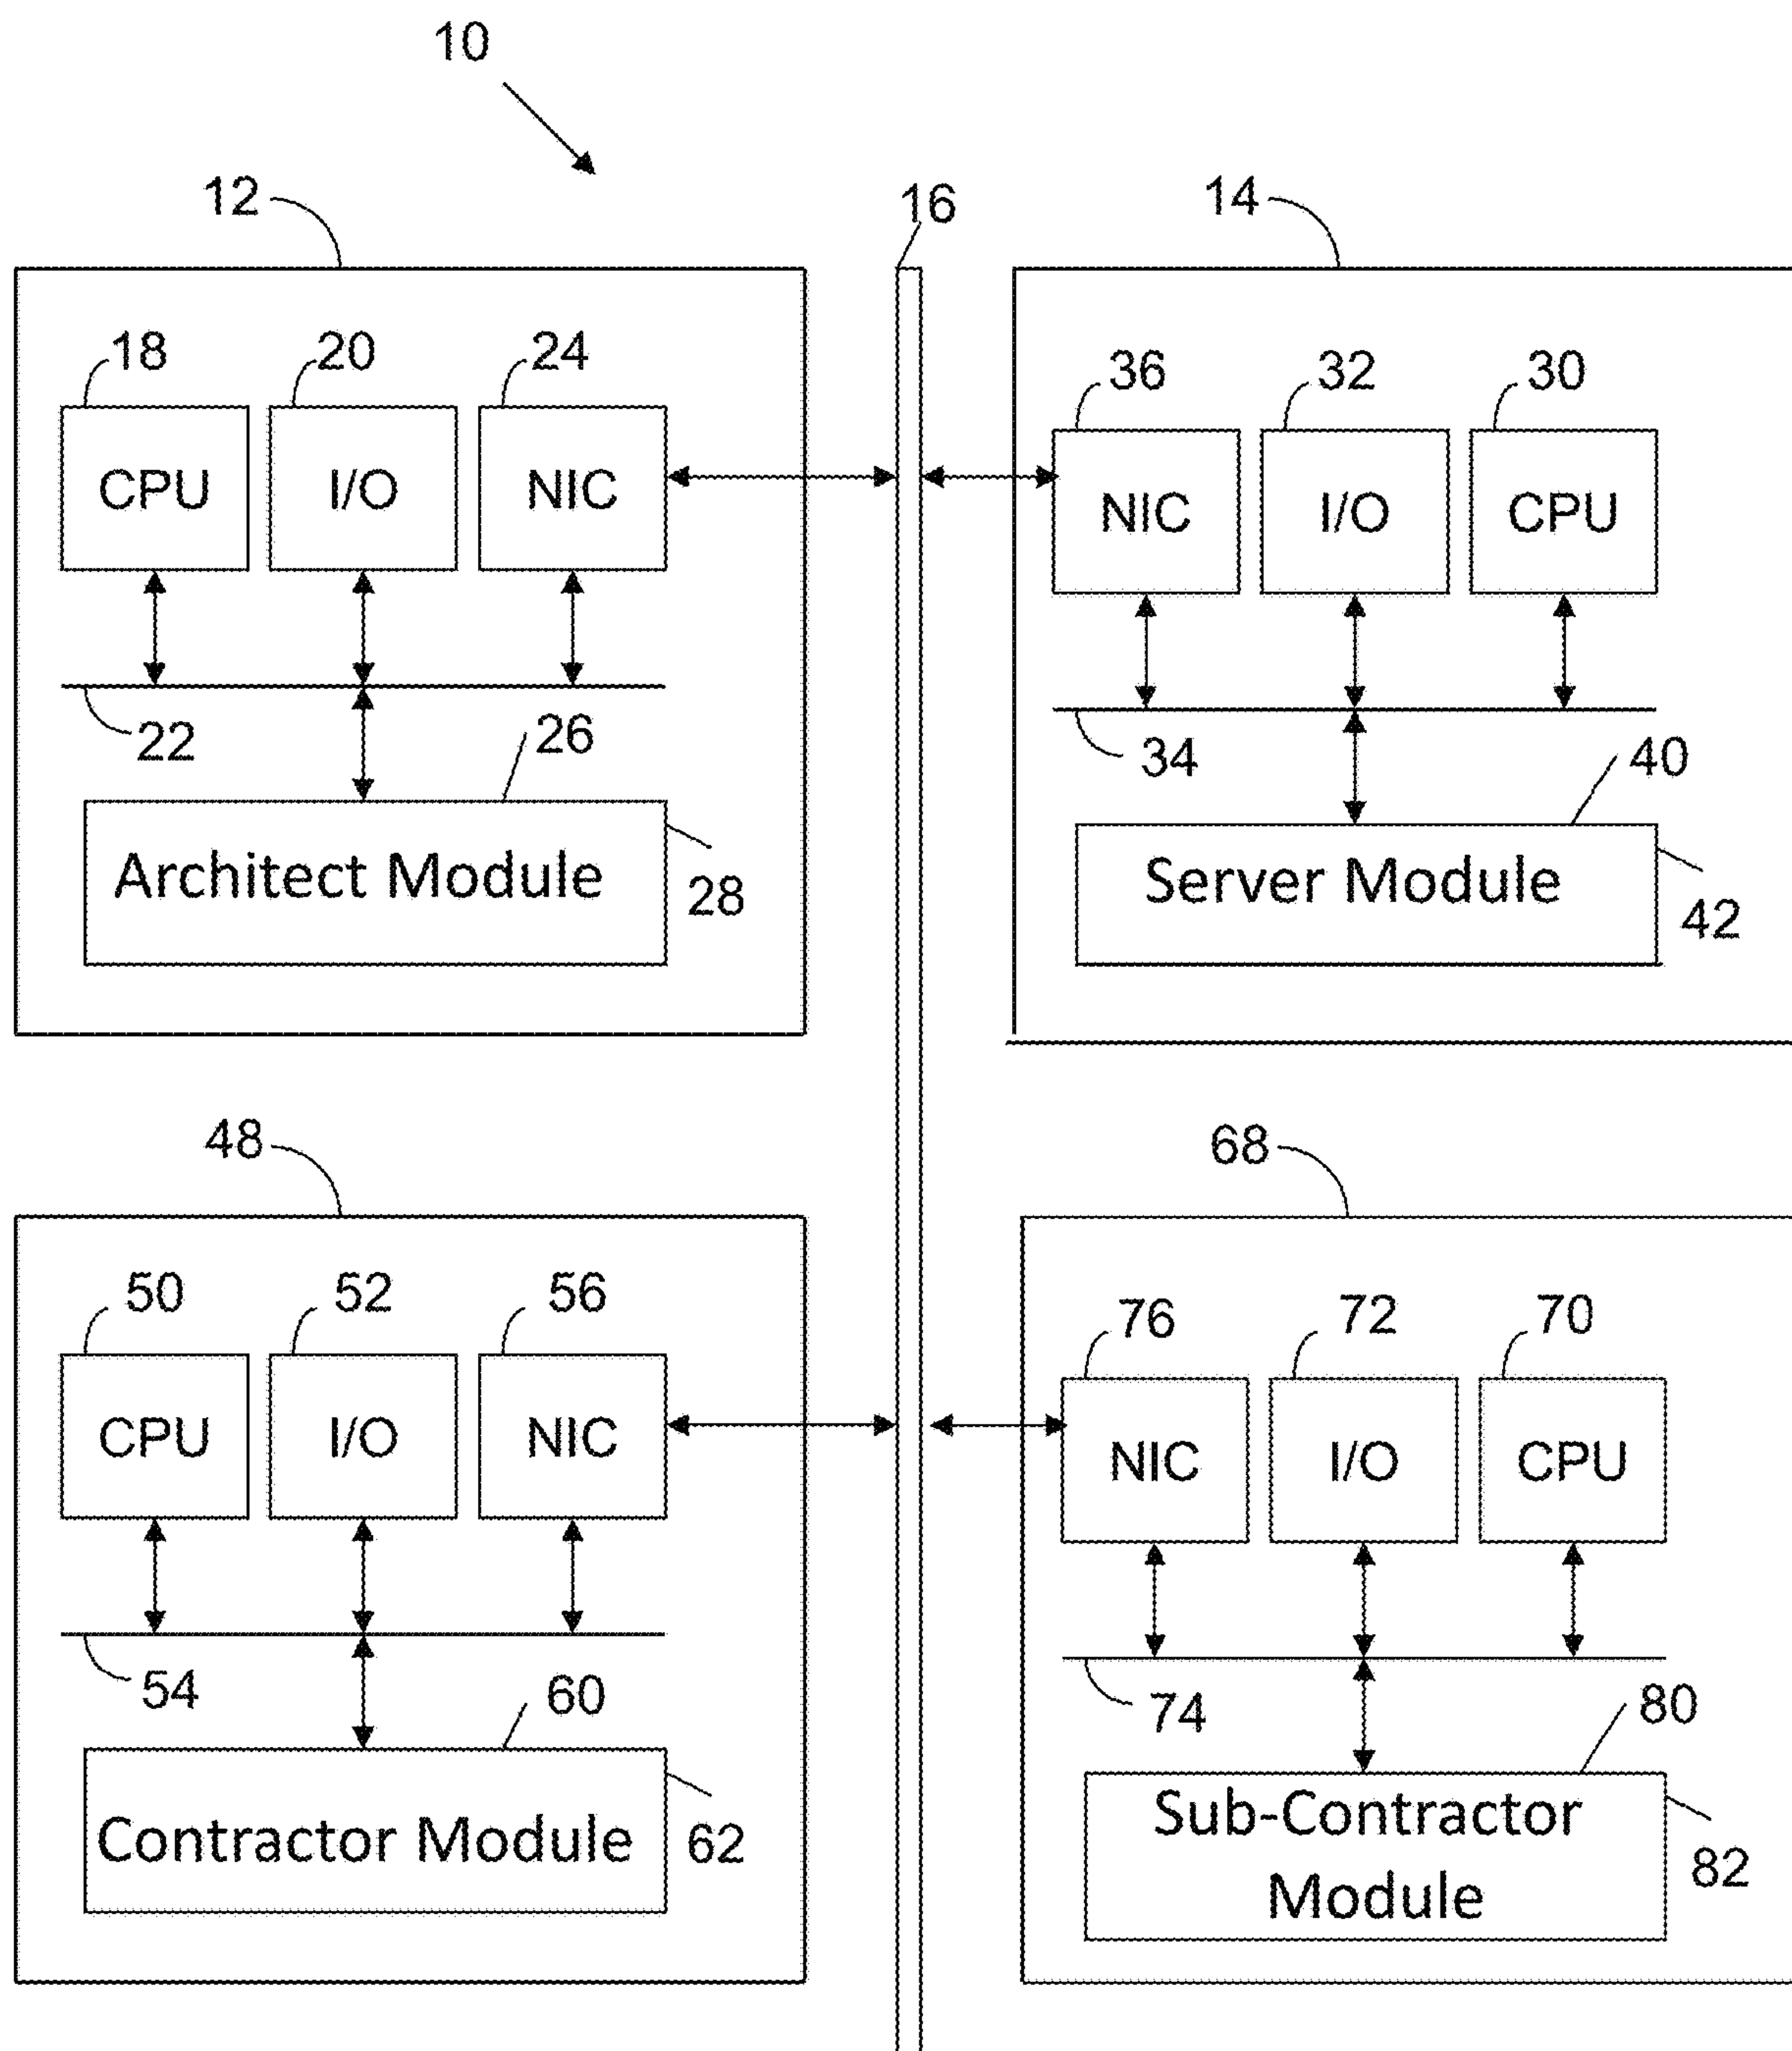 10
12
16
14
18
20
24
36
32
30
CPU
I/O
NIC
NIC
I/O
CPU
22
26
34
40
Architect Module
28
Server Module
42
48
68
50
52
56
76
72
70
CPU
I/O
NIC
NIC
I/O
CPU
54
60
74
80
Contractor Module
62
Sub-Contractor
Module
82